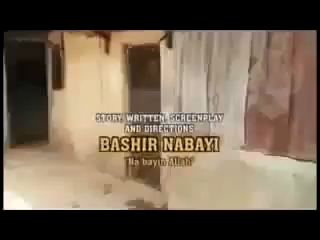 STORY, WRITTEN, SCREENPLAY
AND DIRECTIONS
BASHIR NABAYI
'Na bayin Allah'